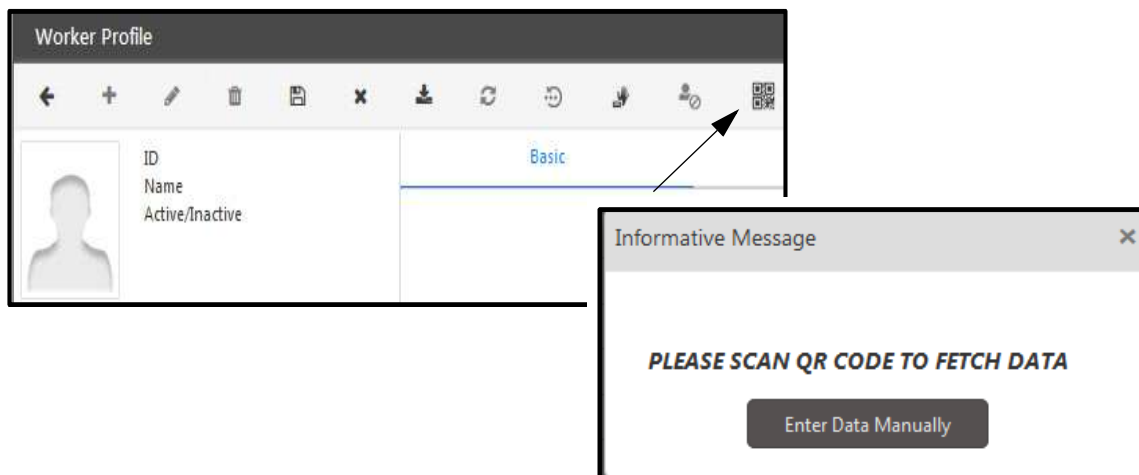 Worker Profile
ID
Name
Active/Inactive
Basic
Informative Message
PLEASE SCAN QR CODE TO FETCH DATA
Enter Data Manually